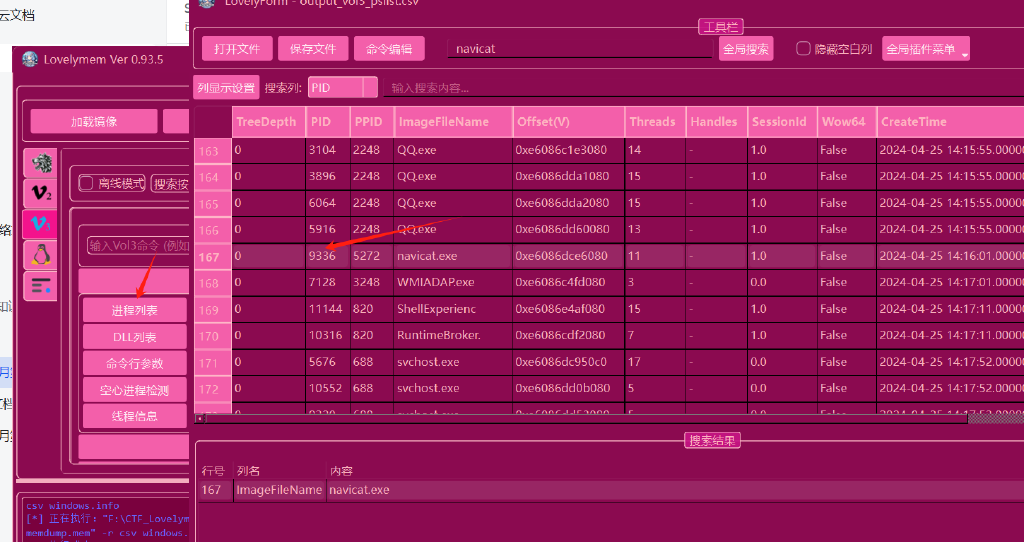 云文档
Lovelymem Ver 0.93.5
加载镜像
离线模式
搜索按
输入Vol3命令 (例如
进程列表
DLL列表
命令行参数
空心进程检测
线程信息
csv windows.info
[*] 正在执行: "F:\CTF_Lovelym
memdump.mem" -r csv windows.
LovelyForm - output_vol3_pslist.csv
工具栏
打开文件 保存文件 命令编辑 navicat 全局搜索 隐藏空白列 全局插件菜单
列显示设置 搜索列: PID 输入搜索内容...
TreeDepth PID PPID ImageFileName Offset(V) Threads Handles SessionId Wow64 CreateTime
163 0 3104 2248 QQ.exe 0xe6086c1e3080 14 - 1.0 False 2024-04-25 14:15:55.0000
164 0 3896 2248 QQ.exe 0xe6086dda1080 15 - 1.0 False 2024-04-25 14:15:55.0000
165 0 6064 2248 QQ.exe 0xe6086dda2080 15 - 1.0 False 2024-04-25 14:15:55.0000
166 0 5916 2248 QQ.exe 0xe6086dd60080 13 - 1.0 False 2024-04-25 14:15:55.0000
167 0 9336 5272 navicat.exe 0xe6086dce6080 11 - 1.0 False 2024-04-25 14:16:01.0000
168 0 7128 3248 WMIADAP.exe 0xe6086c4fd080 3 - 0.0 False 2024-04-25 14:17:01.0000
169 0 11144 820 ShellExperienc 0xe6086e4af080 15 - 1.0 False 2024-04-25 14:17:11.0000
170 0 10316 820 RuntimeBroker. 0xe6086cdf2080 7 - 1.0 False 2024-04-25 14:17:11.0000
171 0 5676 688 svchost.exe 0xe6086dc950c0 17 - 0.0 False 2024-04-25 14:17:52.0000
172 0 10552 688 svchost.exe 0xe6086dd0b080 5 - 0.0 False 2024-04-25 14:17:52.0000
搜索结果
行号 列名 内容
167 ImageFileName navicat.exe